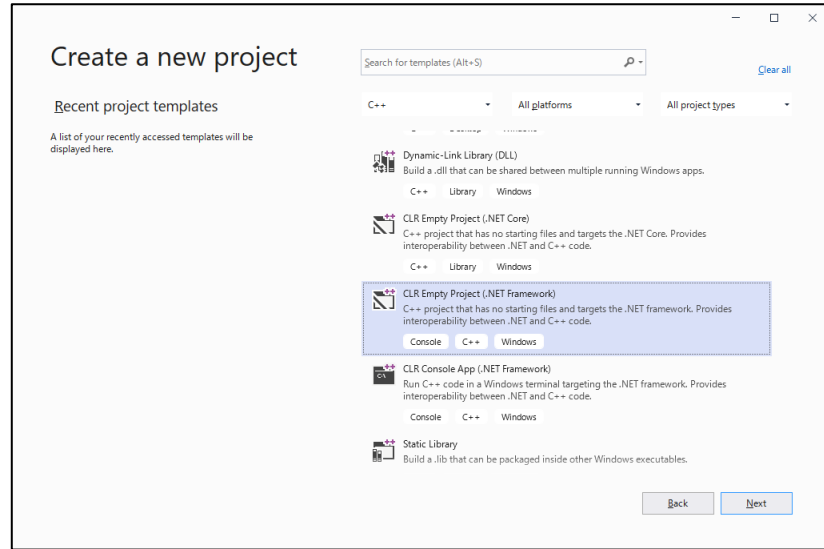 Create a new project
Search for templates (Alt+S)
Clear all
Recent project templates
C++
All platforms
All project types
A list of your recently accessed templates will be
displayed here.
Dynamic-Link Library (DLL)
Build a .dll that can be shared between multiple running Windows apps.
C++ Library Windows
CLR Empty Project (.NET Core)
C++ project that has no starting files and targets the .NET Core. Provides
interoperability between .NET and C++ code.
C++ Library Windows
CLR Empty Project (.NET Framework)
C++ project that has no starting files and targets the .NET framework. Provides
interoperability between .NET and C++ code.
Console C++ Windows
CLR Console App (.NET Framework)
Run C++ code in a Windows terminal targeting the .NET framework. Provides
interoperability between .NET and C++ code.
Console C++ Windows
Static Library
Build a .lib that can be packaged inside other Windows executables.
Back Next